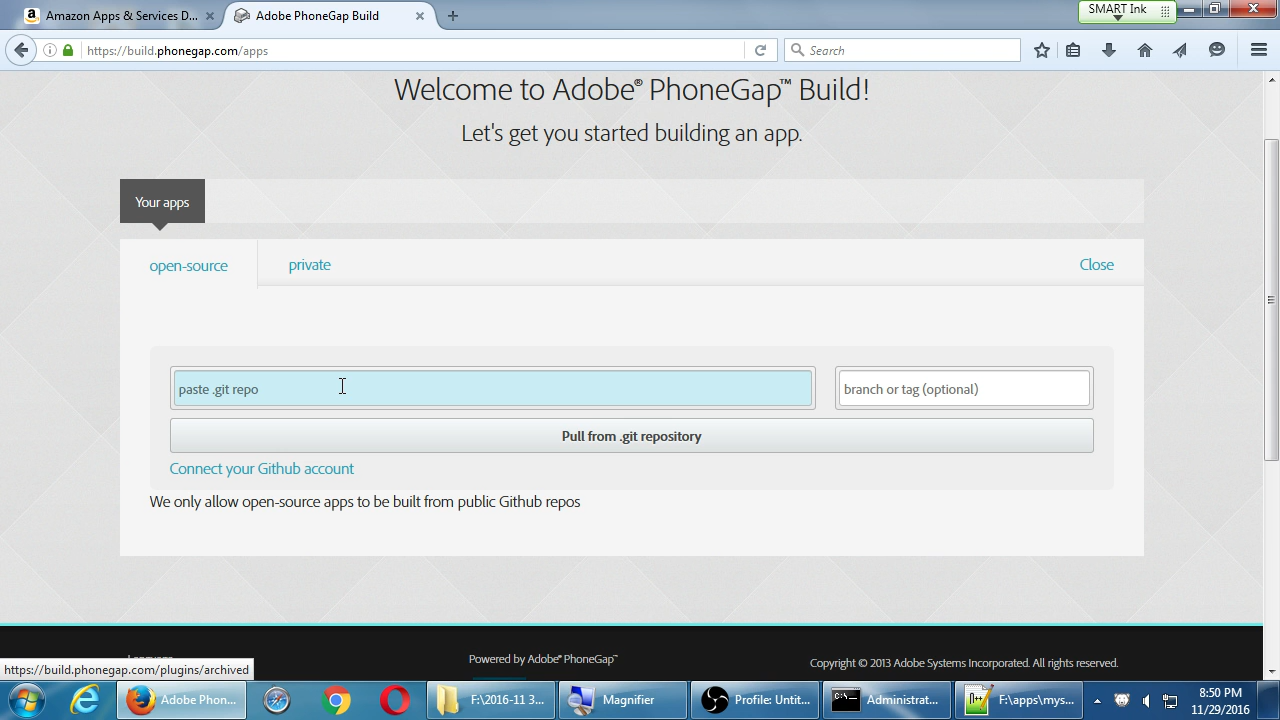 Amazon Apps & Services D...
Adobe PhoneGap Build
SMART Ink
https://build.phonegap.com/apps
Search
Welcome to Adobe® PhoneGap™ Build!
Let's get you started building an app.
Your apps
open-source
private
Close
paste .git repo
branch or tag (optional)
Pull from .git repository
Connect your Github account
We only allow open-source apps to be built from public Github repos
Powered by Adobe® PhoneGap™
Copyright © 2013 Adobe Systems Incorporated. All rights reserved.
https://build.phonegap.com/plugins/archived
Adobe Phon...
F:\2016-11 3...
Magnifier
Profile: Untit...
Administrat...
F:\apps\mys...
8:50 PM
11/29/2016